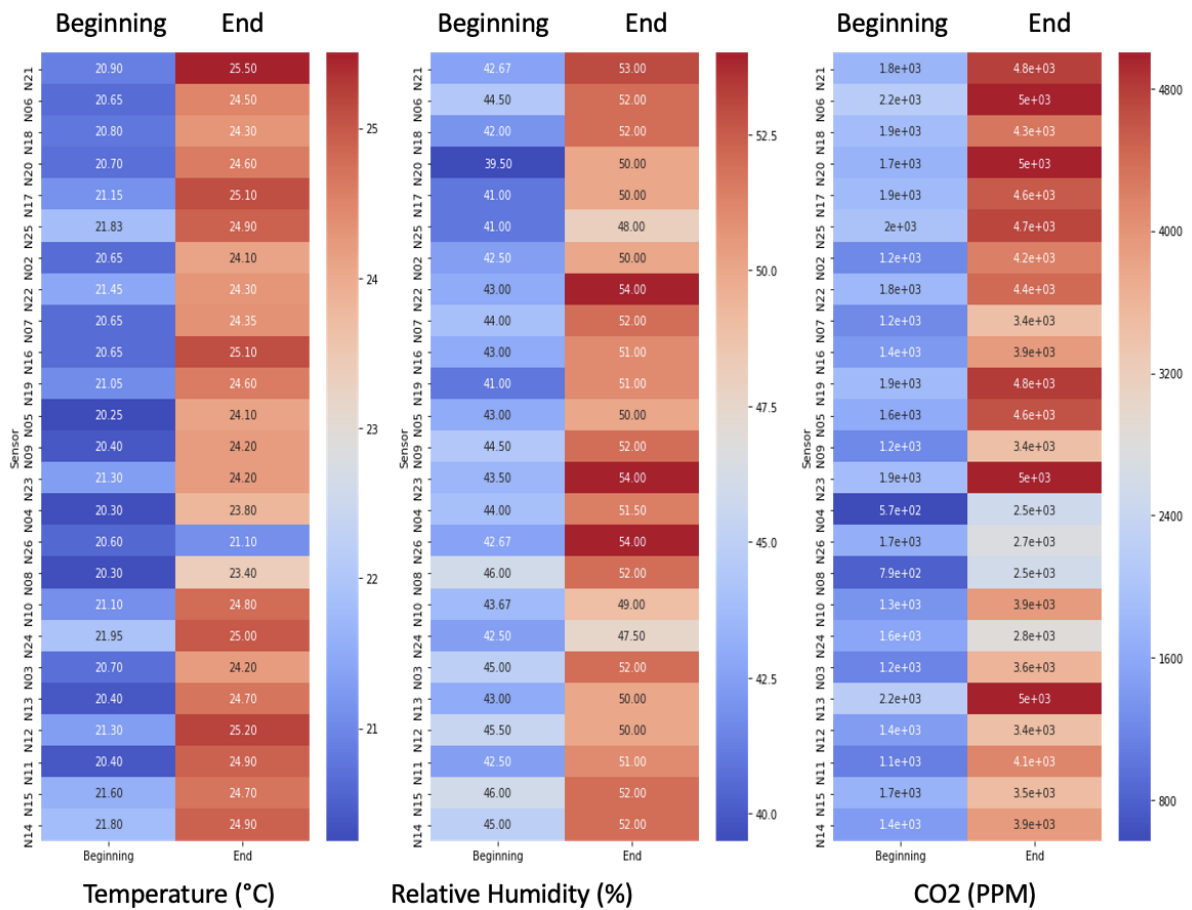 Beginning End Beginning End Beginning End
N21 20.90 25.50 N21 42.67 53.00 N21 1.8e+03 4.8e+03 4800
N06 20.65 24.50 N06 44.50 52.00 N06 2.2e+03 5e+03
N18 20.80 24.30 25 N18 42.00 52.00 52.5 N18 1.9e+03 4.3e+03
N20 20.70 24.60 N20 39.50 50.00 N20 1.7e+03 5e+03
N17 21.15 25.10 N17 41.00 50.00 N17 1.9e+03 4.6e+03
N25 21.83 24.90 N25 41.00 48.00 N25 2e+03 4.7e+03 4000
N02 20.65 24.10 N02 42.50 50.00 50.0 N02 1.2e+03 4.2e+03
N22 21.45 24.30 24 N22 43.00 54.00 N22 1.8e+03 4.4e+03
N07 20.65 24.35 N07 44.00 52.00 N07 1.2e+03 3.4e+03
N16 20.65 25.10 N16 43.00 51.00 N16 1.4e+03 3.9e+03
N19 21.05 24.60 N19 41.00 51.00 N19 1.9e+03 4.8e+03 3200
N05 20.25 24.10 N05 43.00 50.00 47.5 N05 1.6e+03 4.6e+03
Sensor N09 20.40 24.20 23 Sensor N09 44.50 52.00 Sensor N09 1.2e+03 3.4e+03
N23 21.30 24.20 N23 43.50 54.00 N23 1.9e+03 5e+03
N04 20.30 23.80 N04 44.00 51.50 N04 5.7e+02 2.5e+03 2400
N26 20.60 21.10 N26 42.67 54.00 45.0 N26 1.7e+03 2.7e+03
N08 20.30 23.40 22 N08 46.00 52.00 N08 7.9e+02 2.5e+03
N10 21.10 24.80 N10 43.67 49.00 N10 1.3e+03 3.9e+03
N24 21.95 25.00 N24 42.50 47.50 N24 1.6e+03 2.8e+03
N03 20.70 24.20 N03 45.00 52.00 42.5 N03 1.2e+03 3.6e+03 1600
N13 20.40 24.70 N13 43.00 50.00 N13 2.2e+03 5e+03
N12 21.30 25.20 21 N12 45.50 50.00 N12 1.4e+03 3.4e+03
N11 20.40 24.90 N11 42.50 51.00 N11 1.1e+03 4.1e+03
N15 21.60 24.70 N15 46.00 52.00 40.0 N15 1.7e+03 3.5e+03 800
N14 21.80 24.90 N14 45.00 52.00 N14 1.4e+03 3.9e+03
Beginning End Beginning End Beginning End
Temperature (°C) Relative Humidity (%) CO2 (PPM)